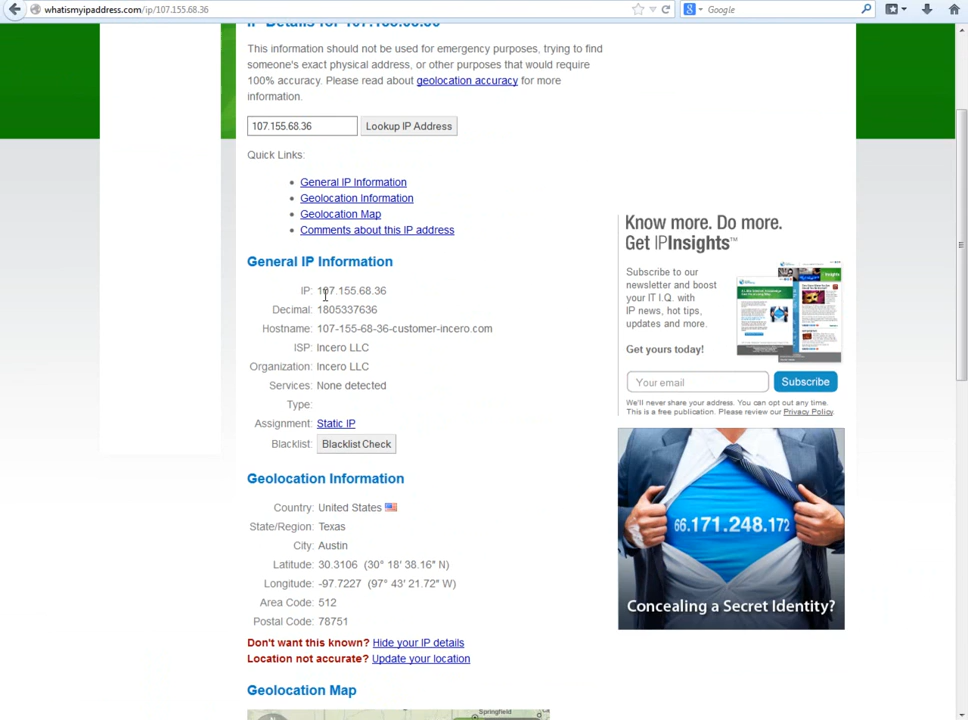 whatismyipaddress.com/ip/107.155.68.36
Google
IP Details for 107.155.68.36
This information should not be used for emergency purposes, trying to find
someone's exact physical address, or other purposes that would require
100% accuracy. Please read about geolocation accuracy for more
information.
107.155.68.36
Lookup IP Address
Quick Links:
General IP Information
Geolocation Information
Geolocation Map
Comments about this IP address
General IP Information
IP: 107.155.68.36
Decimal: 1805337636
Hostname: 107-155-68-36-customer-incero.com
ISP: Incero LLC
Organization: Incero LLC
Services: None detected
Type:
Assignment: Static IP
Blacklist: Blacklist Check
Geolocation Information
Country: United States
State/Region: Texas
City: Austin
Latitude: 30.3106 (30° 18′ 38.16″ N)
Longitude: -97.7227 (97° 43′ 21.72″ W)
Area Code: 512
Postal Code: 78751
Don't want this known? Hide your IP details
Location not accurate? Update your location
Geolocation Map
Springfield
Know more. Do more.
Get IPInsights™
Subscribe to our
newsletter and boost
your IT I.Q. with
IP news, hot tips,
updates and more.
Get yours today!
Your email
Subscribe
We'll never share your address. You can opt out any time.
This is a free publication. Please review our Privacy Policy.
66.171.248.172
Concealing a Secret Identity?